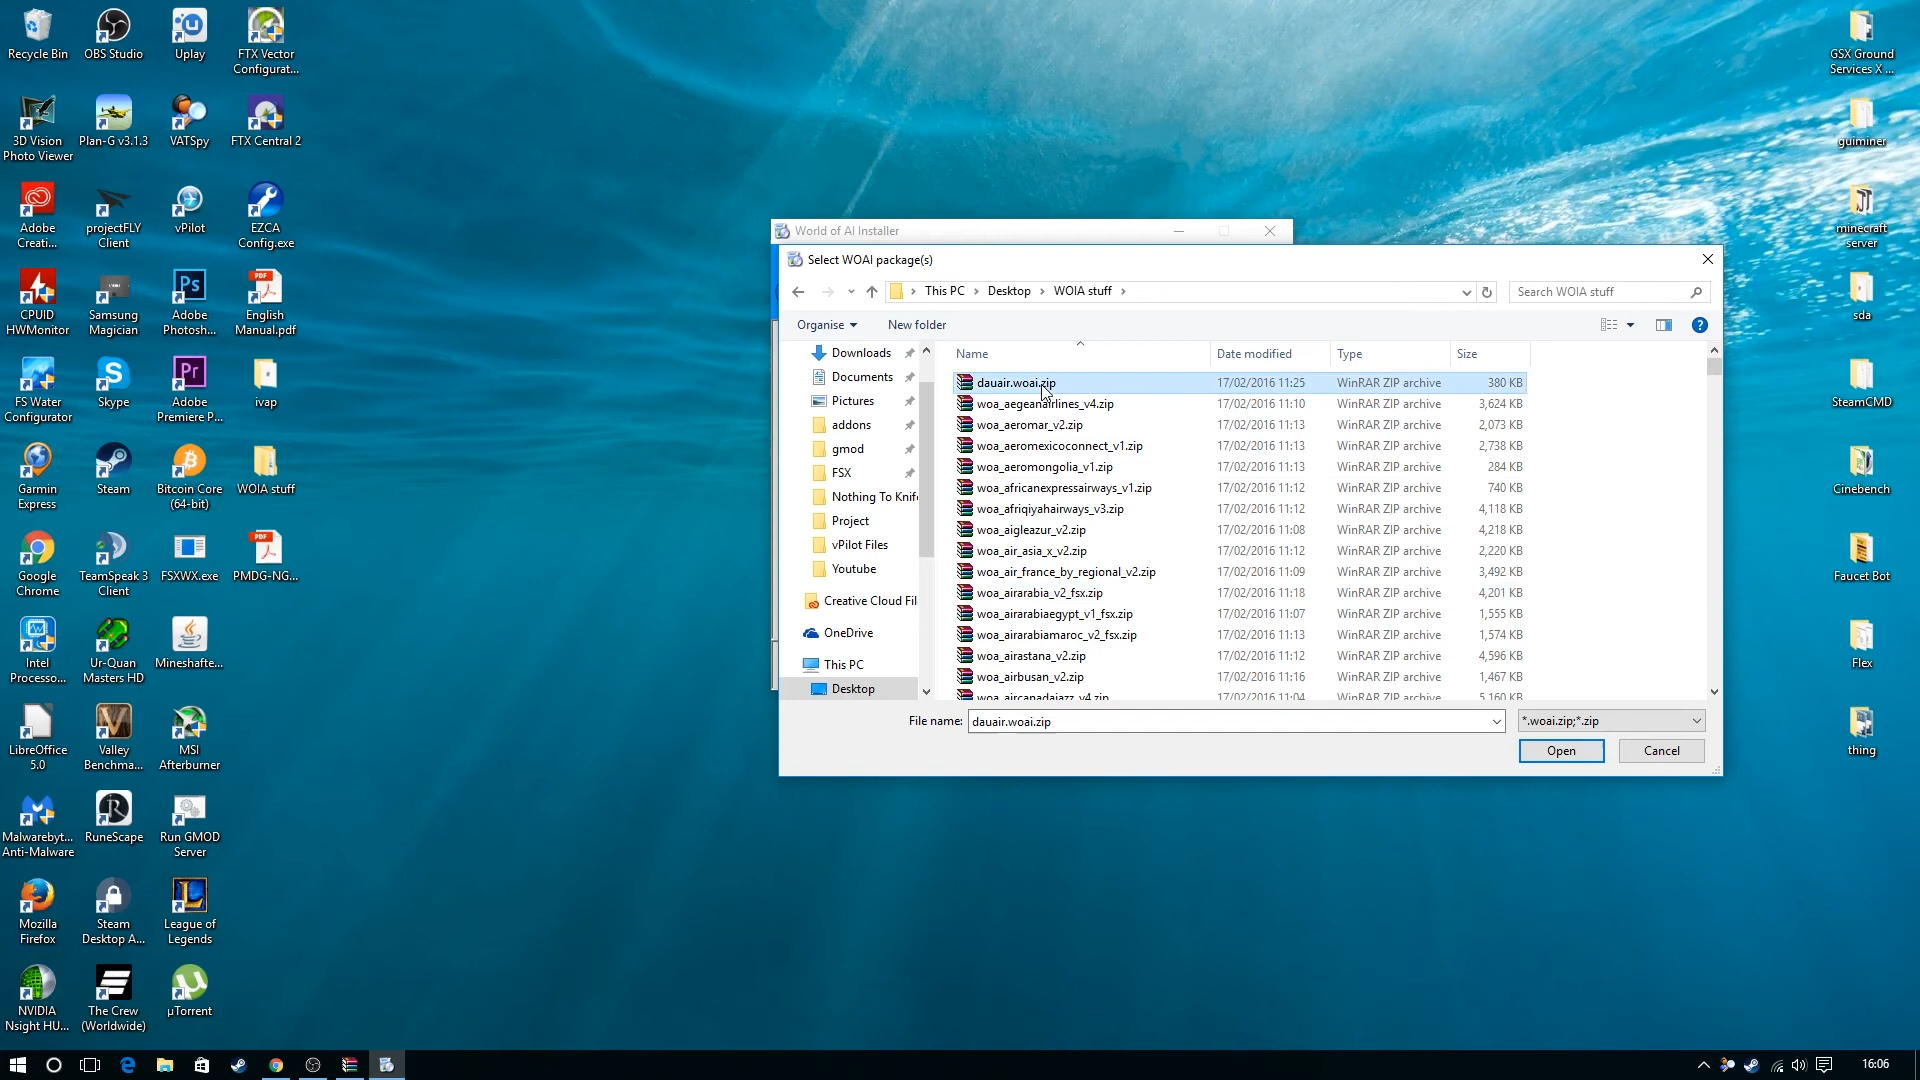 Recycle Bin
OBS Studio
Uplay
FTX Vector
Configurat...
3D Vision
Photo Viewer
Plan-G v3.1.3
VATSpy
FTX Central 2
Adobe
Creati...
projectFLY
Client
vPilot
EZCA
Config.exe
CPUID
HWMonitor
Samsung
Magician
Adobe
Photosh...
English
Manual.pdf
FS Water
Configurator
Skype
Adobe
Premiere P...
ivap
Garmin
Express
Steam
Bitcoin Core
(64-bit)
WOIA stuff
Google
Chrome
TeamSpeak 3
Client
FSXWX.exe
PMDG-NG...
Intel
Processo...
Ur-Quan
Masters HD
Mineshafte...
LibreOffice
5.0
Valley
Benchma...
MSI
Afterburner
Malwarebyt...
Anti-Malware
RuneScape
Run GMOD
Server
Mozilla
Firefox
Steam
Desktop A...
League of
Legends
NVIDIA
Nsight HU...
The Crew
(Worldwide)
µTorrent
World of AI Installer
Select WOAI package(s)
This PC > Desktop > WOIA stuff >
Search WOIA stuff
Organise
New folder
Downloads
Documents
Pictures
addons
gmod
FSX
Nothing To Knife
Project
vPilot Files
Youtube
Creative Cloud Fil
OneDrive
This PC
Desktop
Name Date modified Type Size
dauair.woai.zip 17/02/2016 11:25 WinRAR ZIP archive 380 KB
woa_aegeanairlines_v4.zip 17/02/2016 11:10 WinRAR ZIP archive 3,624 KB
woa_aeromar_v2.zip 17/02/2016 11:13 WinRAR ZIP archive 2,073 KB
woa_aeromexicoconnect_v1.zip 17/02/2016 11:13 WinRAR ZIP archive 2,738 KB
woa_aeromongolia_v1.zip 17/02/2016 11:13 WinRAR ZIP archive 284 KB
woa_africanexpressairways_v1.zip 17/02/2016 11:12 WinRAR ZIP archive 740 KB
woa_afriqiyahairways_v3.zip 17/02/2016 11:12 WinRAR ZIP archive 4,118 KB
woa_aigleazur_v2.zip 17/02/2016 11:08 WinRAR ZIP archive 4,218 KB
woa_air_asia_x_v2.zip 17/02/2016 11:12 WinRAR ZIP archive 2,220 KB
woa_air_france_by_regional_v2.zip 17/02/2016 11:09 WinRAR ZIP archive 3,492 KB
woa_airarabia_v2_fsx.zip 17/02/2016 11:18 WinRAR ZIP archive 4,201 KB
woa_airarabiaegypt_v1_fsx.zip 17/02/2016 11:07 WinRAR ZIP archive 1,555 KB
woa_airarabiamaroc_v2_fsx.zip 17/02/2016 11:13 WinRAR ZIP archive 1,574 KB
woa_airastana_v2.zip 17/02/2016 11:12 WinRAR ZIP archive 4,596 KB
woa_airbusan_v2.zip 17/02/2016 11:16 WinRAR ZIP archive 1,467 KB
woa_aircanadajazz_v4.zip 17/02/2016 11:04 WinRAR ZIP archive 5,160 KB
File name: dauair.woai.zip
*.woai.zip;*.zip
Open
Cancel
GSX Ground
Services X ...
guiminer
minecraft
server
sda
SteamCMD
Cinebench
Faucet Bot
Flex
thing
16:06